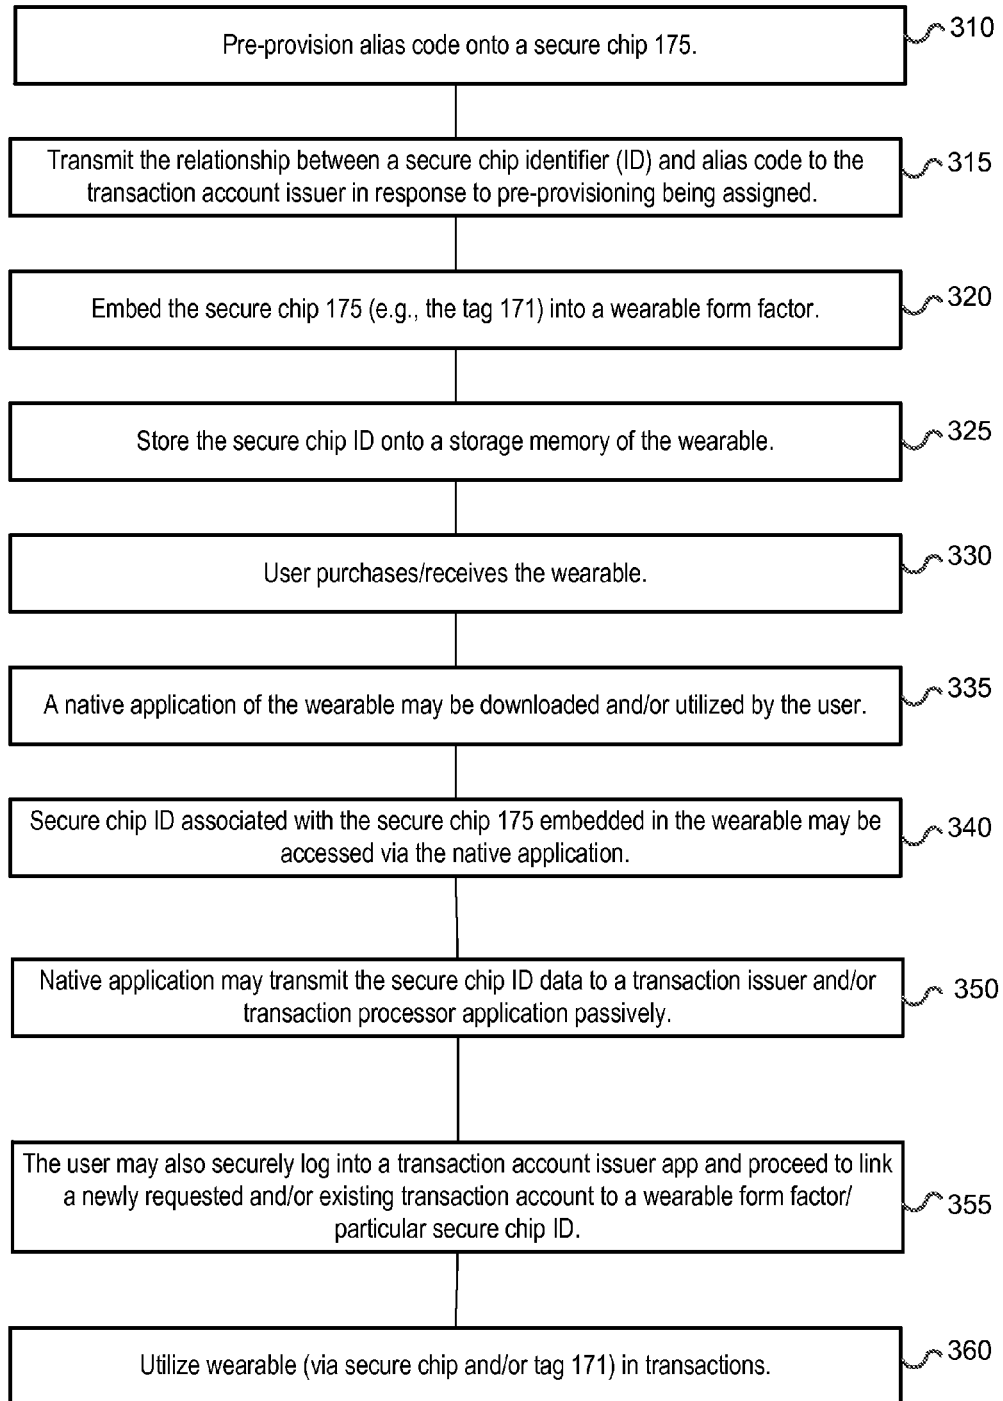 Pre-provision alias code onto a secure chip 175.
310
Transmit the relationship between a secure chip identifier (ID) and alias code to the
transaction account issuer in response to pre-provisioning being assigned.
315
Embed the secure chip 175 (e.g., the tag 171) into a wearable form factor.
320
Store the secure chip ID onto a storage memory of the wearable.
325
User purchases/receives the wearable.
330
A native application of the wearable may be downloaded and/or utilized by the user.
335
Secure chip ID associated with the secure chip 175 embedded in the wearable may be
accessed via the native application.
340
Native application may transmit the secure chip ID data to a transaction issuer and/or
transaction processor application passively.
350
The user may also securely log into a transaction account issuer app and proceed to link
a newly requested and/or existing transaction account to a wearable form factor/
particular secure chip ID.
355
Utilize wearable (via secure chip and/or tag 171) in transactions.
360